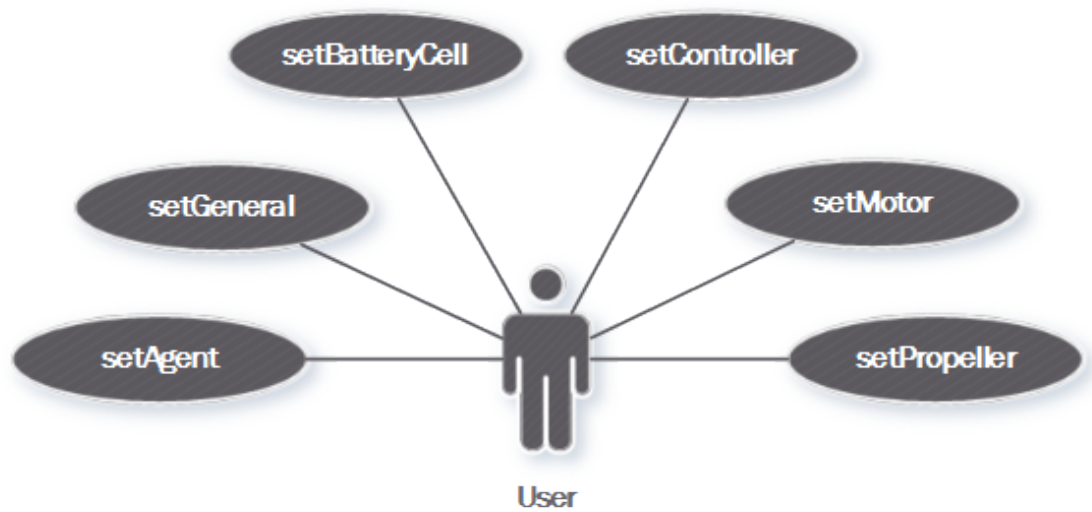 setBatteryCell
setController
setGeneral
setMotor
setAgent
setPropeller
User